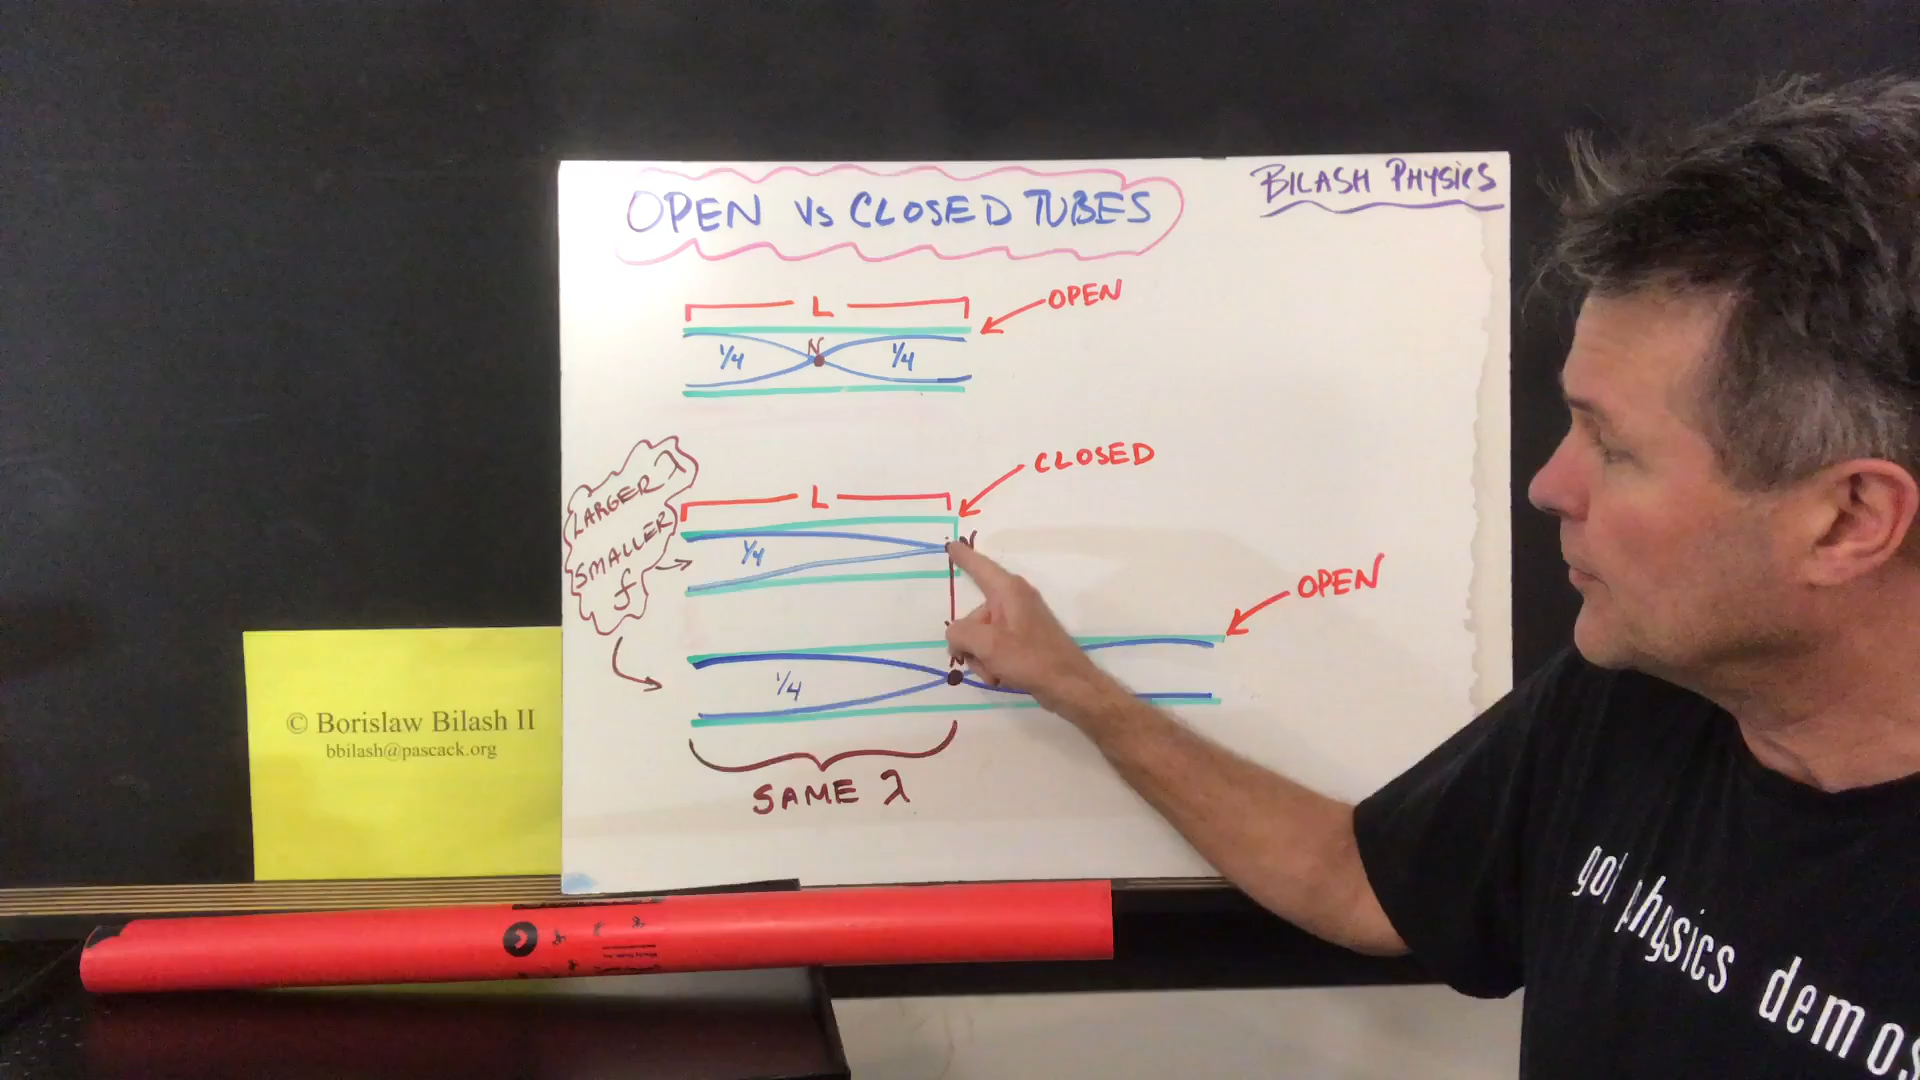 OPEN Vs CLOSED TUBES
BILASH PHYSICS
L
OPEN
1/4
N
1/4
CLOSED
L
LARGER λ
SMALLER
f
1/4
N
OPEN
N
1/4
SAME λ
© Borislaw Bilash II
bbilash@pascack.org
C
got physics demos